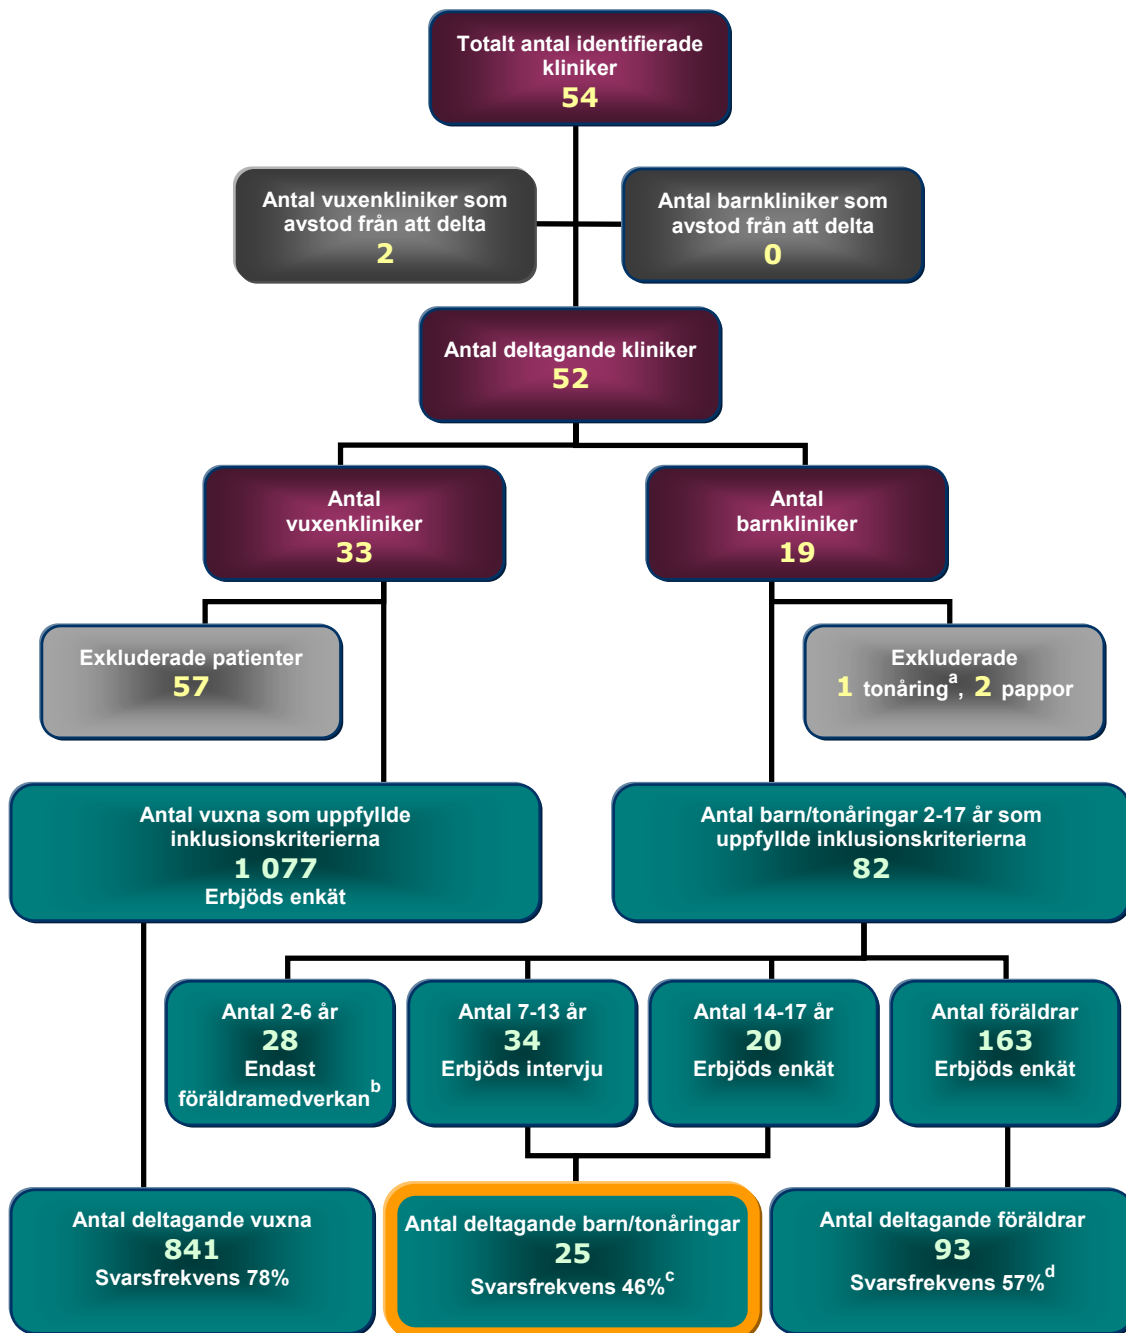 Totalt antal identifierade
kliniker
54
Antal vuxenkliniker som
avstod från att delta
2
Antal barnkliniker som
avstod från att delta
0
Antal deltagande kliniker
52
Antal
vuxenkliniker
33
Antal
barnkliniker
19
Exkluderade patienter
57
Exkluderade
1 tonåring^a, 2 pappor
Antal vuxna som uppfyllde
inklusionskriterierna
1 077
Erbjöds enkät
Antal barn/tonåringar 2-17 år som
uppfyllde inklusionskriterierna
82
Antal 2-6 år
28
Endast
föräldramedverkan^b
Antal 7-13 år
34
Erbjöds intervju
Antal 14-17 år
20
Erbjöds enkät
Antal föräldrar
163
Erbjöds enkät
Antal deltagande vuxna
841
Svarsfrekvens 78%
Antal deltagande barn/tonåringar
25
Svarsfrekvens 46%^c
Antal deltagande föräldrar
93
Svarsfrekvens 57%^d